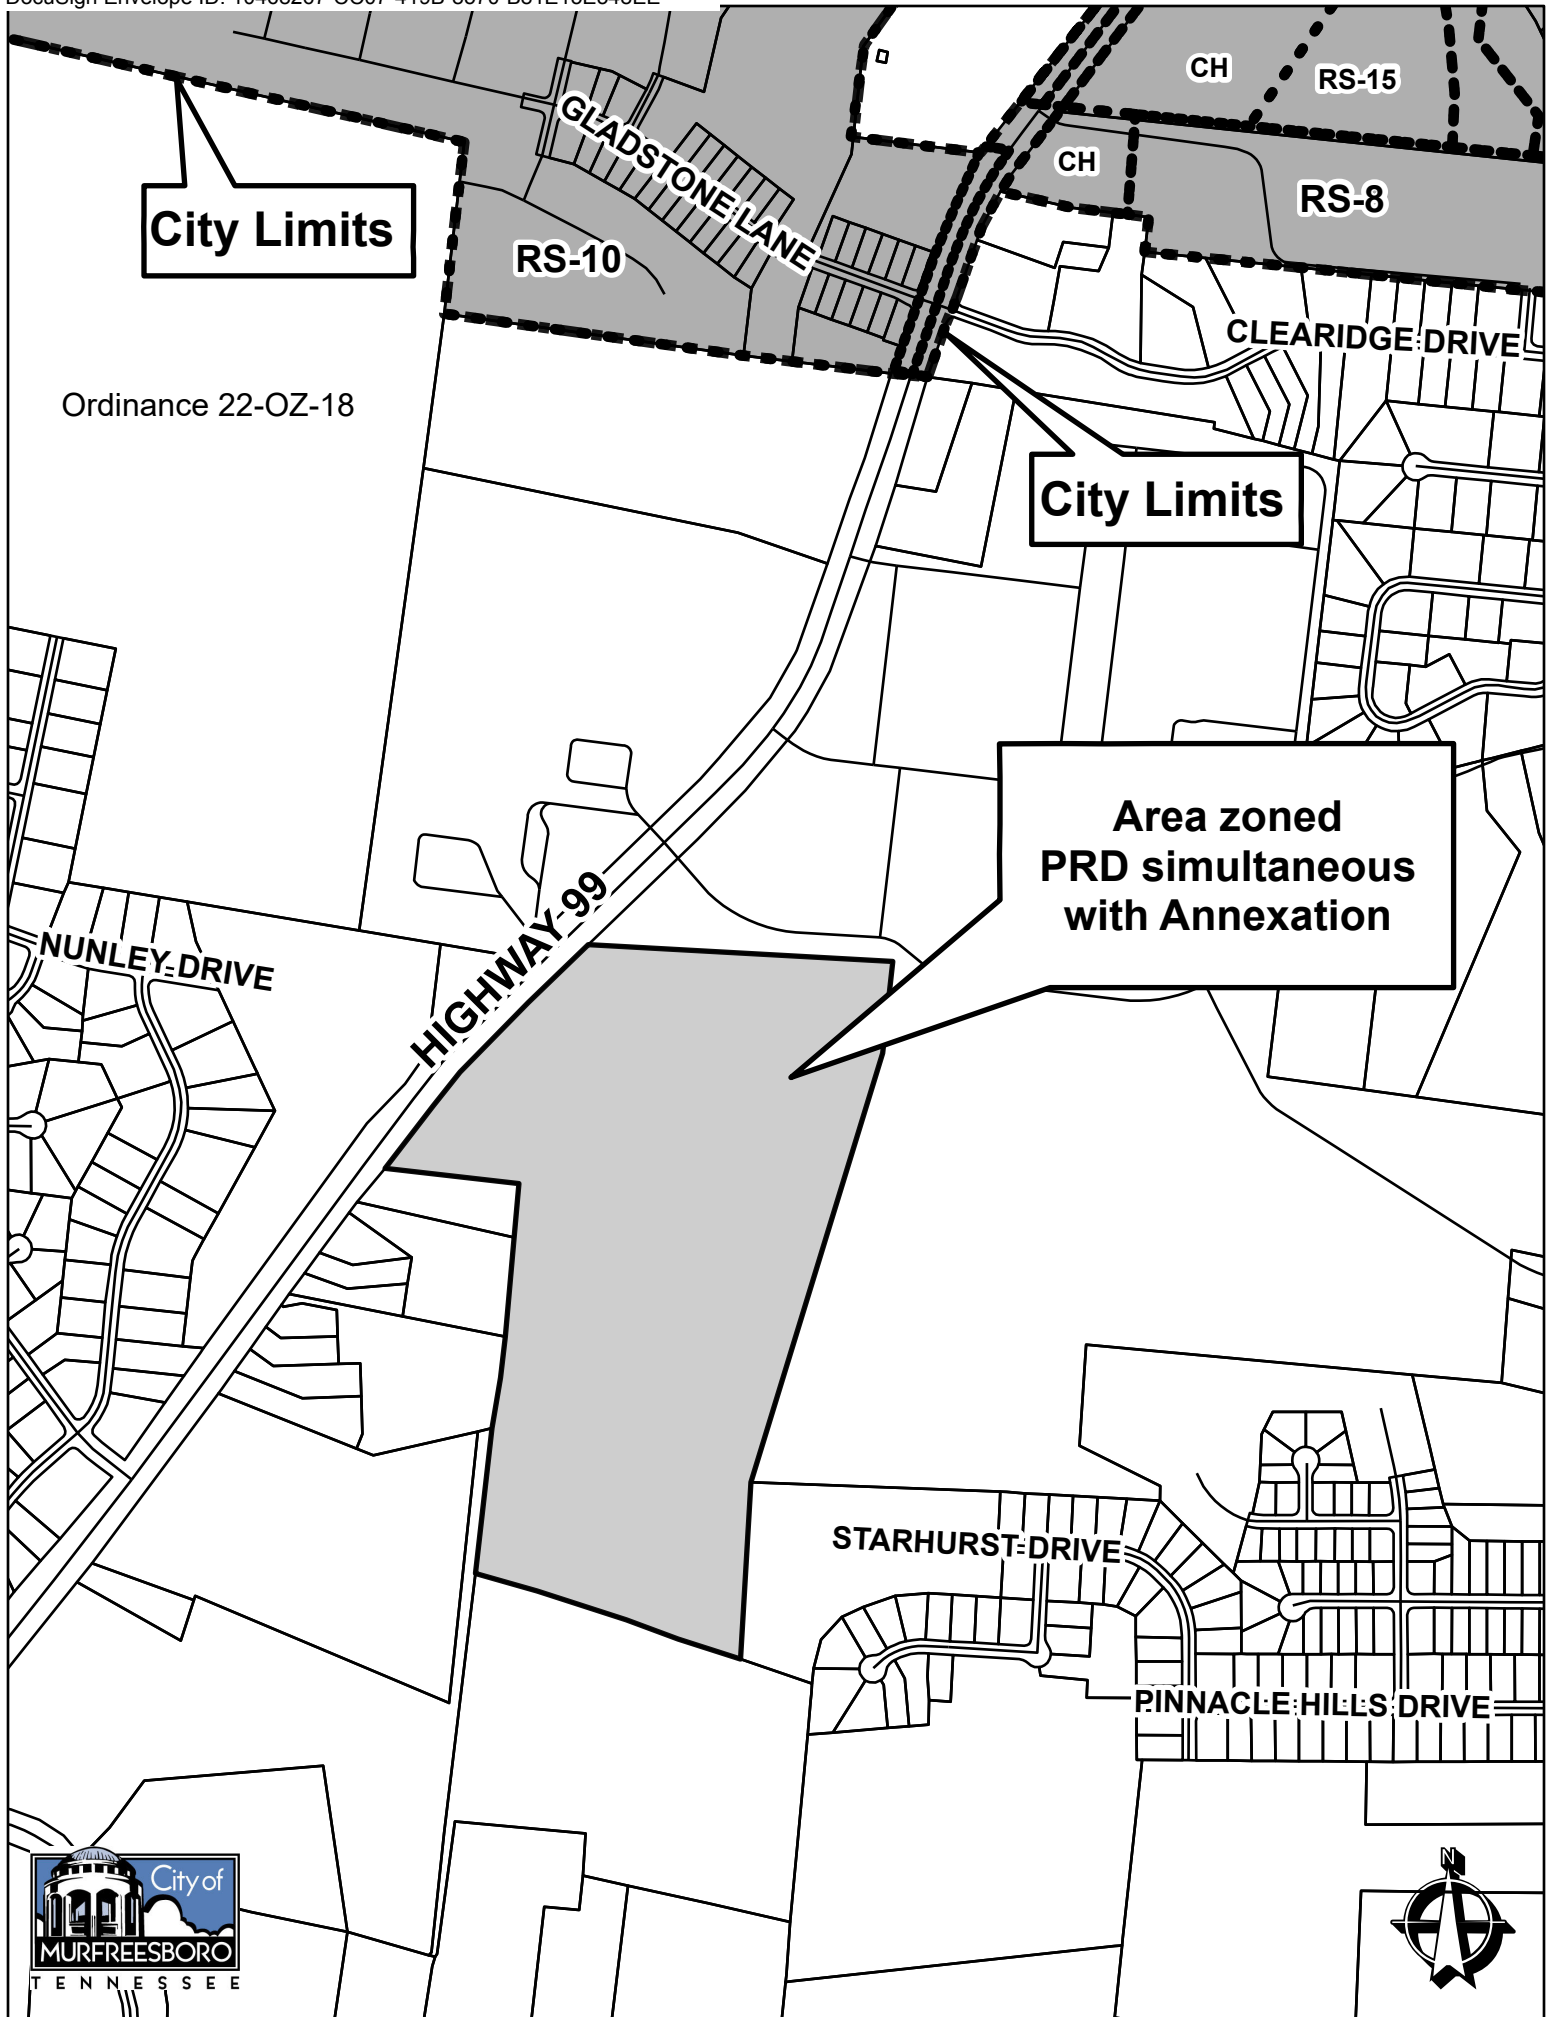 CH
RS-15
GLADSTONE LANE
CH
RS-8
City Limits
RS-10
CLEARIDGE DRIVE
Ordinance 22-OZ-18
City Limits
Area zoned
PRD simultaneous
with Annexation
HIGHWAY 99
NUNLEY DRIVE
STARHURST DRIVE
PINNACLE HILLS DRIVE
City of
MURFREESBORO
TENNESSEE
N